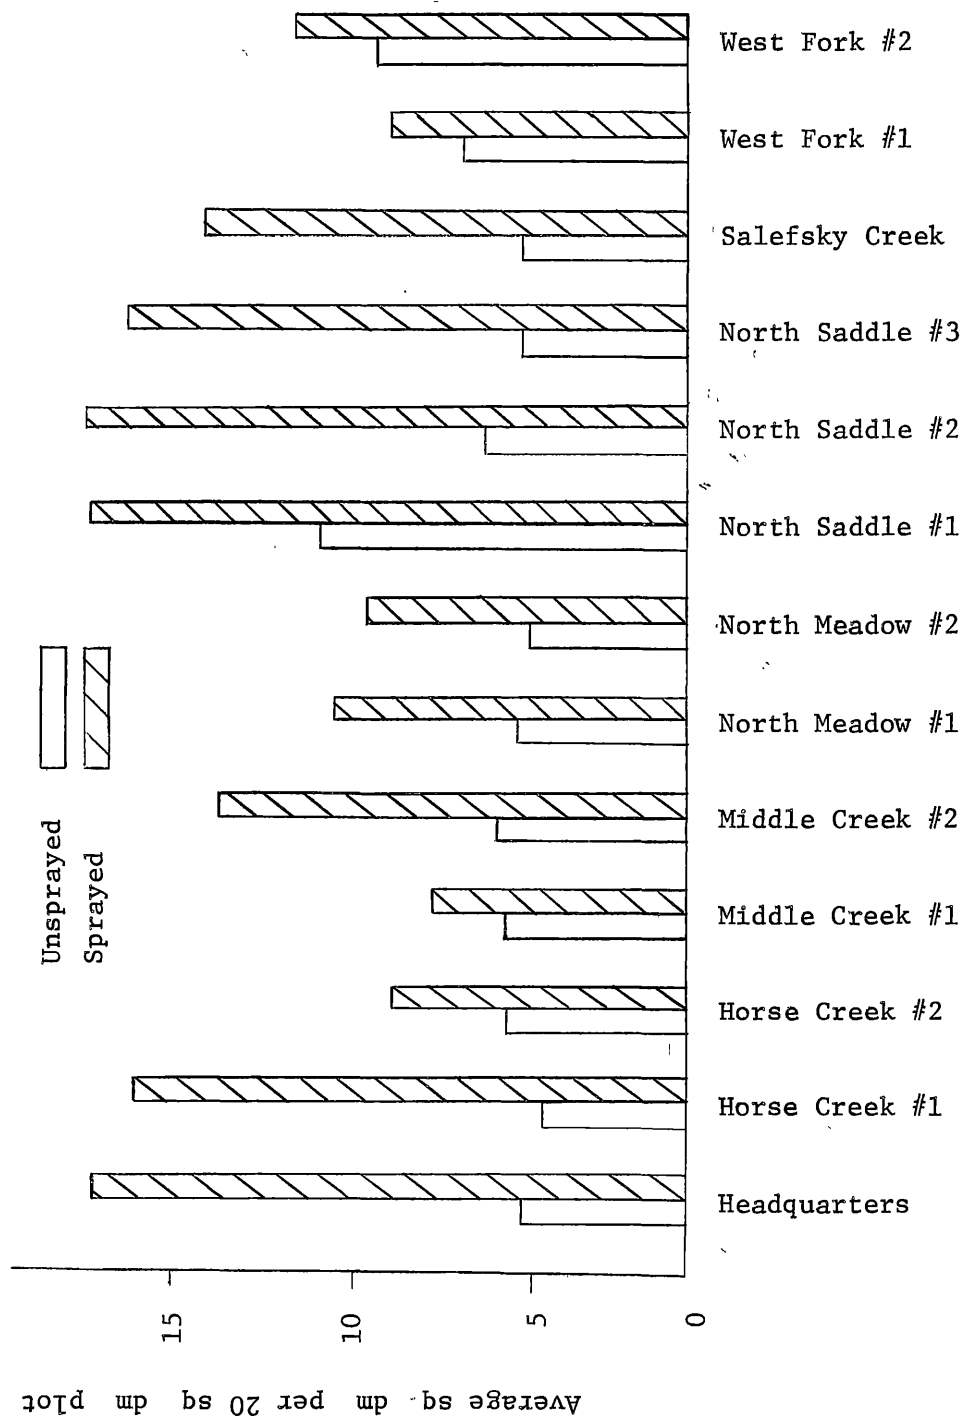 West Fork #2
West Fork #1
Salefsky Creek
North Saddle #3
North Saddle #2
North Saddle #1
North Meadow #2
North Meadow #1
Middle Creek #2
Middle Creek #1
Horse Creek #2
Horse Creek #1
Headquarters
Unsprayed
Sprayed
15
10
5
0
Average sq dm per 20 sq dm plot